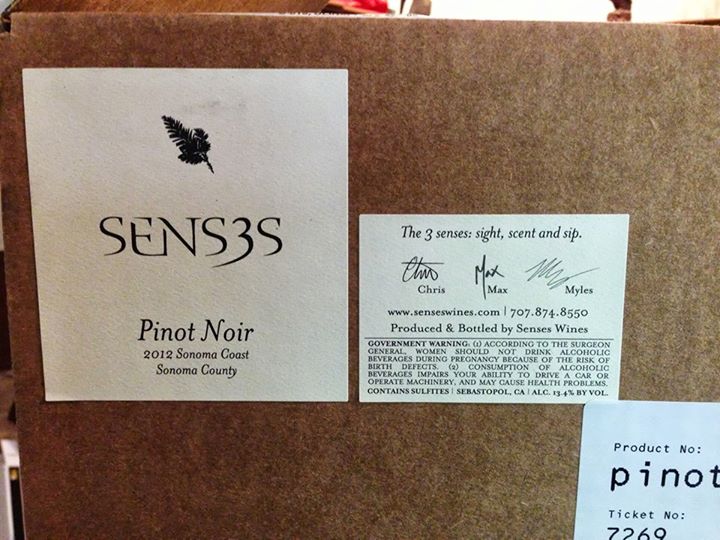 SENS3S
Pinot Noir
2012 Sonoma Coast
Sonoma County
The 3 senses: sight, scent and sip.
Chris Max Myles
www.senseswines.com | 707.874.8550
Produced & Bottled by Senses Wines
GOVERNMENT WARNING: (1) ACCORDING TO THE SURGEON
GENERAL, WOMEN SHOULD NOT DRINK ALCOHOLIC
BEVERAGES DURING PREGNANCY BECAUSE OF THE RISK OF
BIRTH DEFECTS. (2) CONSUMPTION OF ALCOHOLIC
BEVERAGES IMPAIRS YOUR ABILITY TO DRIVE A CAR OR
OPERATE MACHINERY, AND MAY CAUSE HEALTH PROBLEMS.
CONTAINS SULFITES | SEBASTOPOL, CA | ALC. 13.4% BY VOL.
Product No:
pinot
Ticket No:
7269